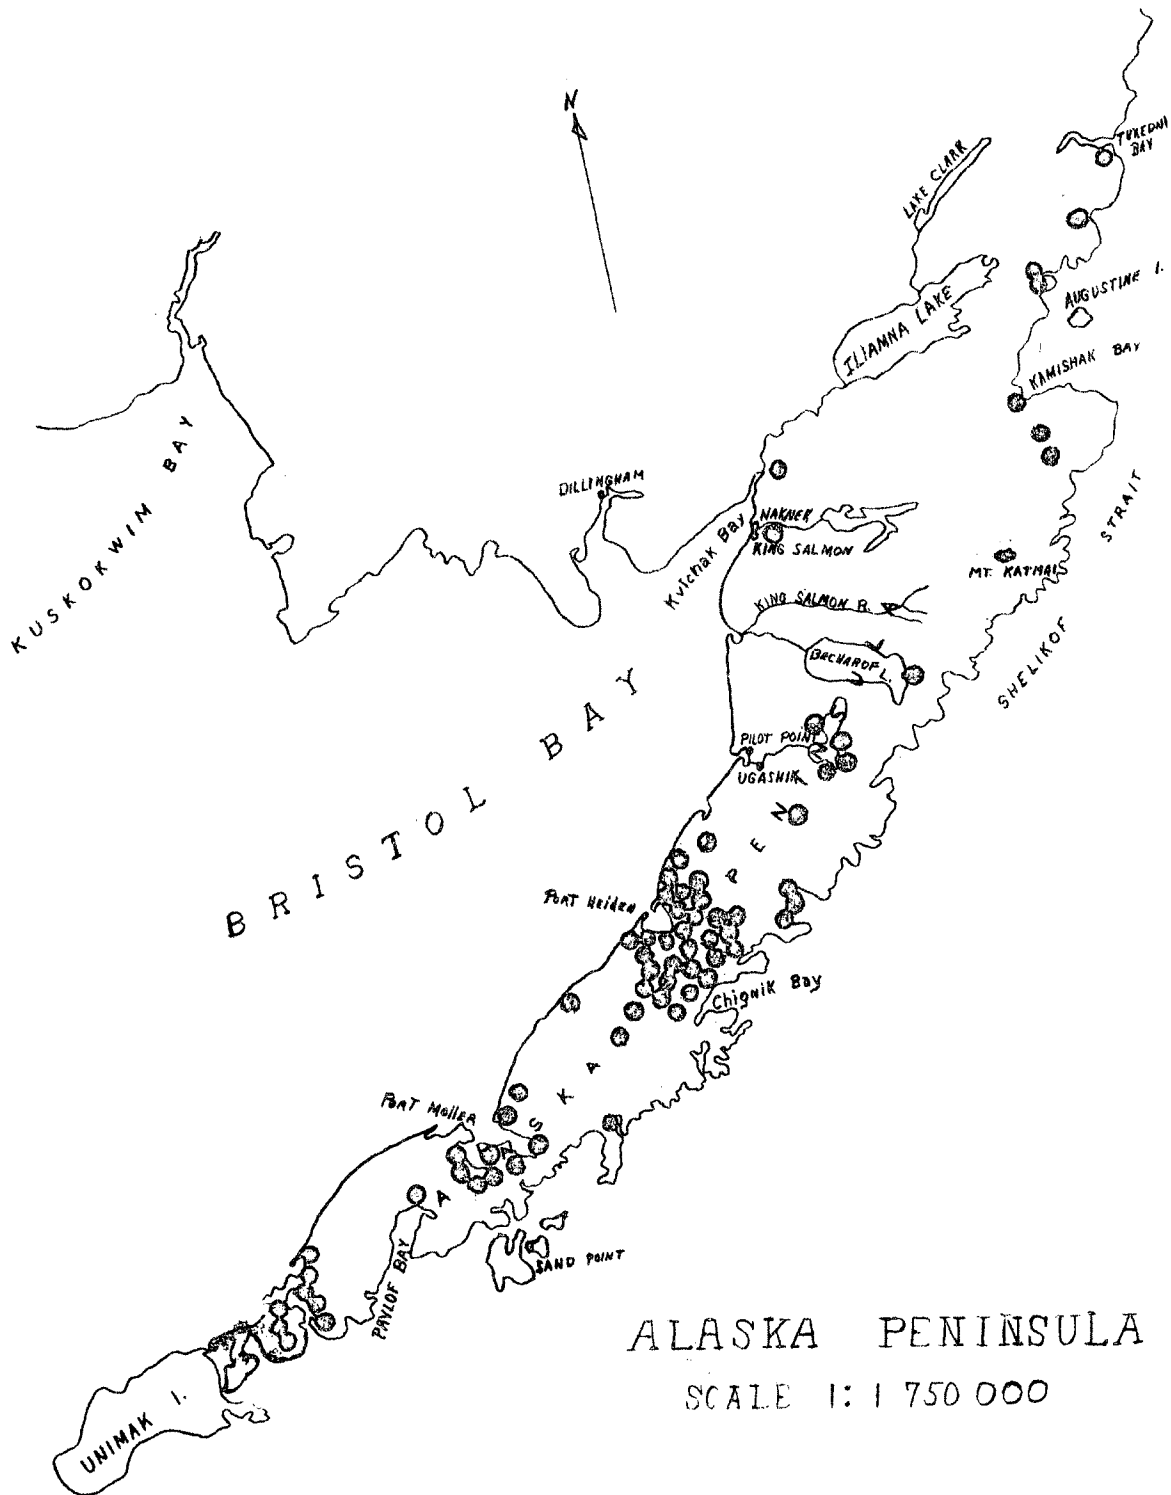 N
TUXEDNI
BAY
LAKE CLARK
AUGUSTINE I.
ILIAMNA LAKE
KAMISHAK BAY
KUSKOKWIM BAY
DILLINGHAM
STRAIT
NAKNEK
Kvichak Bay
KING SALMON
MT. KATMAI
KING SALMON R.
SHELIKOF
BECHAROF L.
BRISTOL BAY
PILOT POINT
UGASHIK
PORT HEIDEN
Chignik Bay
PORT MOLLER
ALASKA PEN
SAND POINT
PAVLOF BAY
UNIMAK I.
ALASKA PENINSULA
SCALE 1:1 750 000